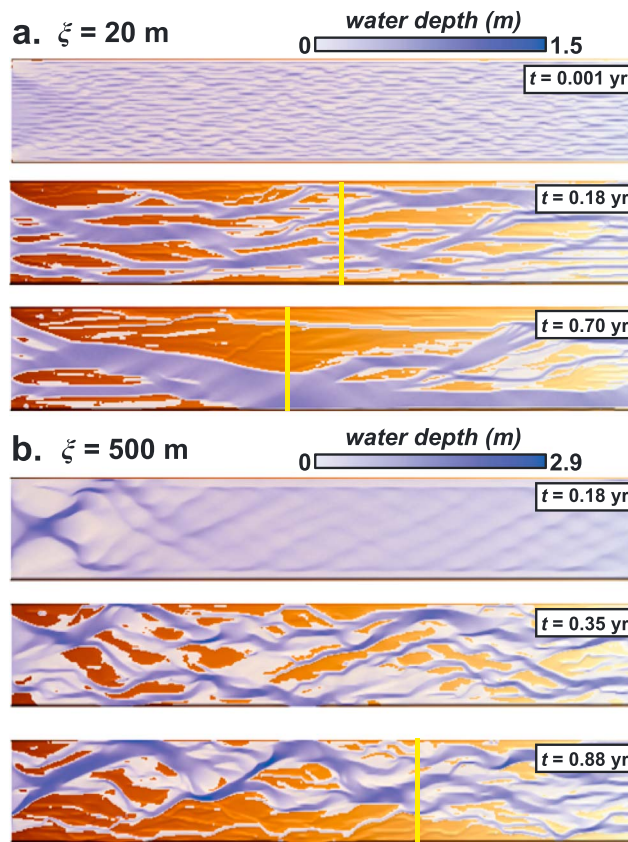 a. ξ = 20 m
water depth (m)
0 1.5
t = 0.001 yr
t = 0.18 yr
t = 0.70 yr
b. ξ = 500 m
water depth (m)
0 2.9
t = 0.18 yr
t = 0.35 yr
t = 0.88 yr